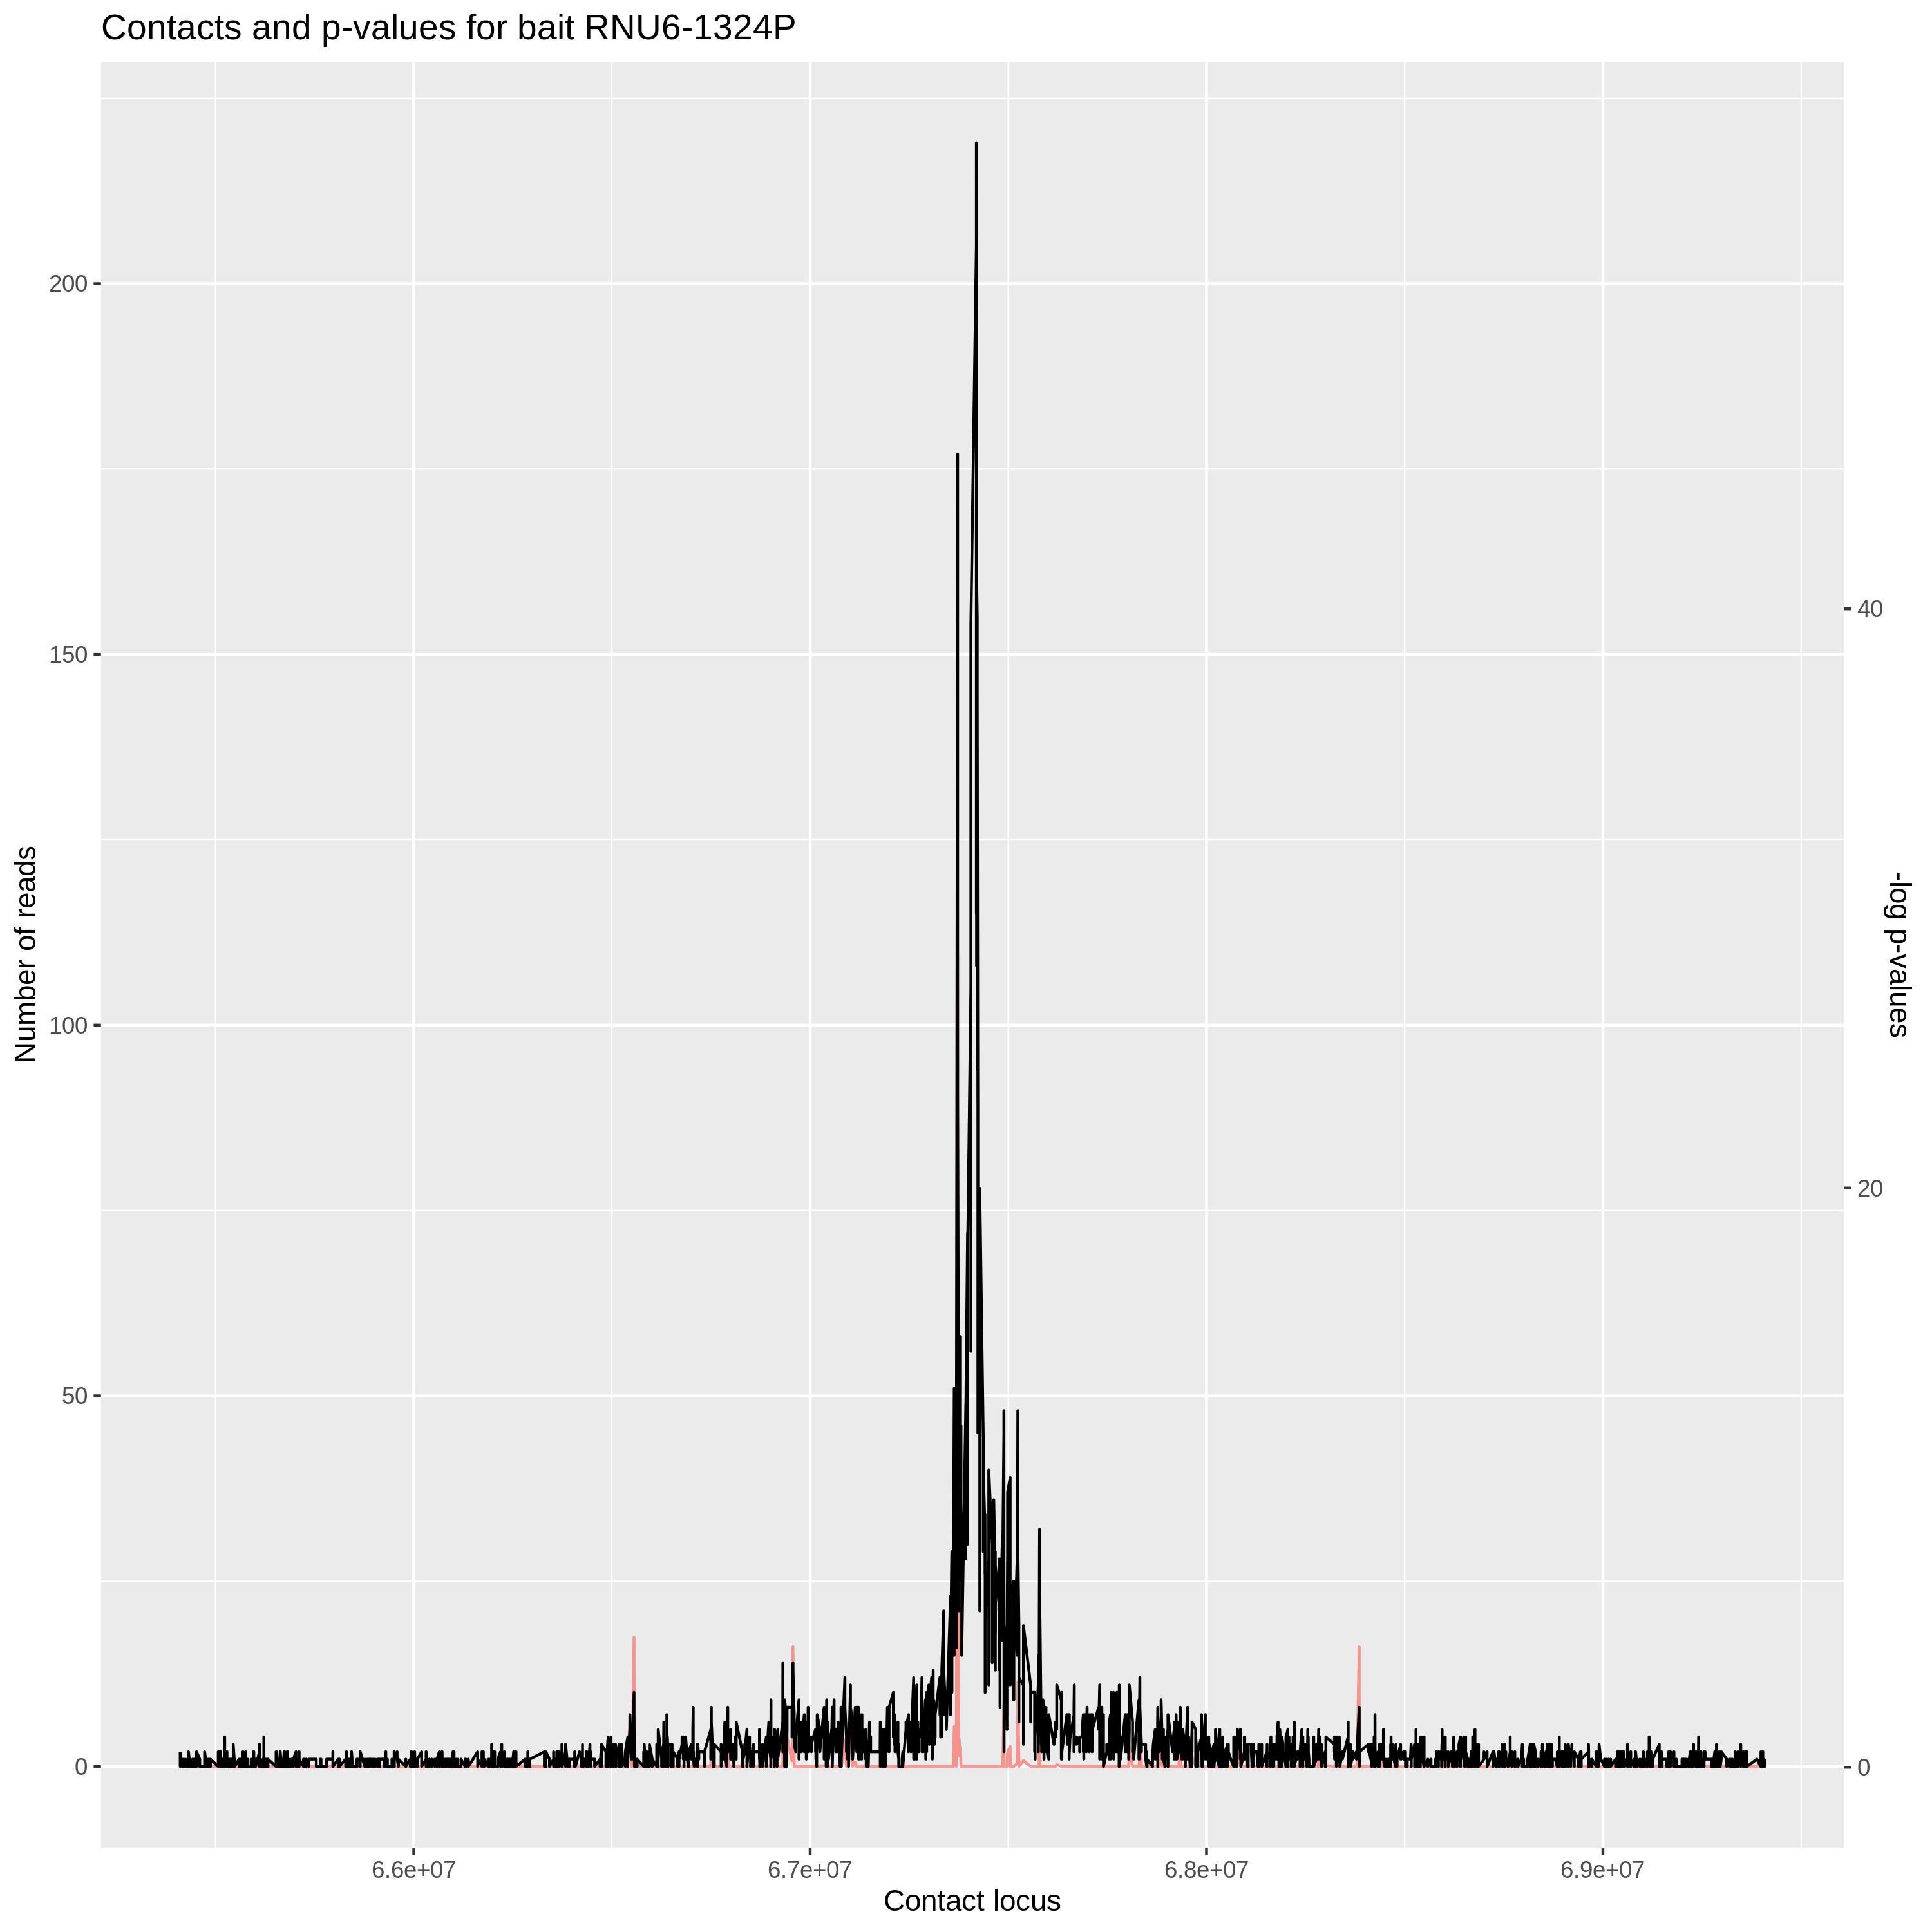 Contacts and p-values for bait RNU6-1324P
200
150
100
50
0
Number of reads
40
20
0
-log p-values
6.6e+07 6.7e+07 6.8e+07 6.9e+07
Contact locus